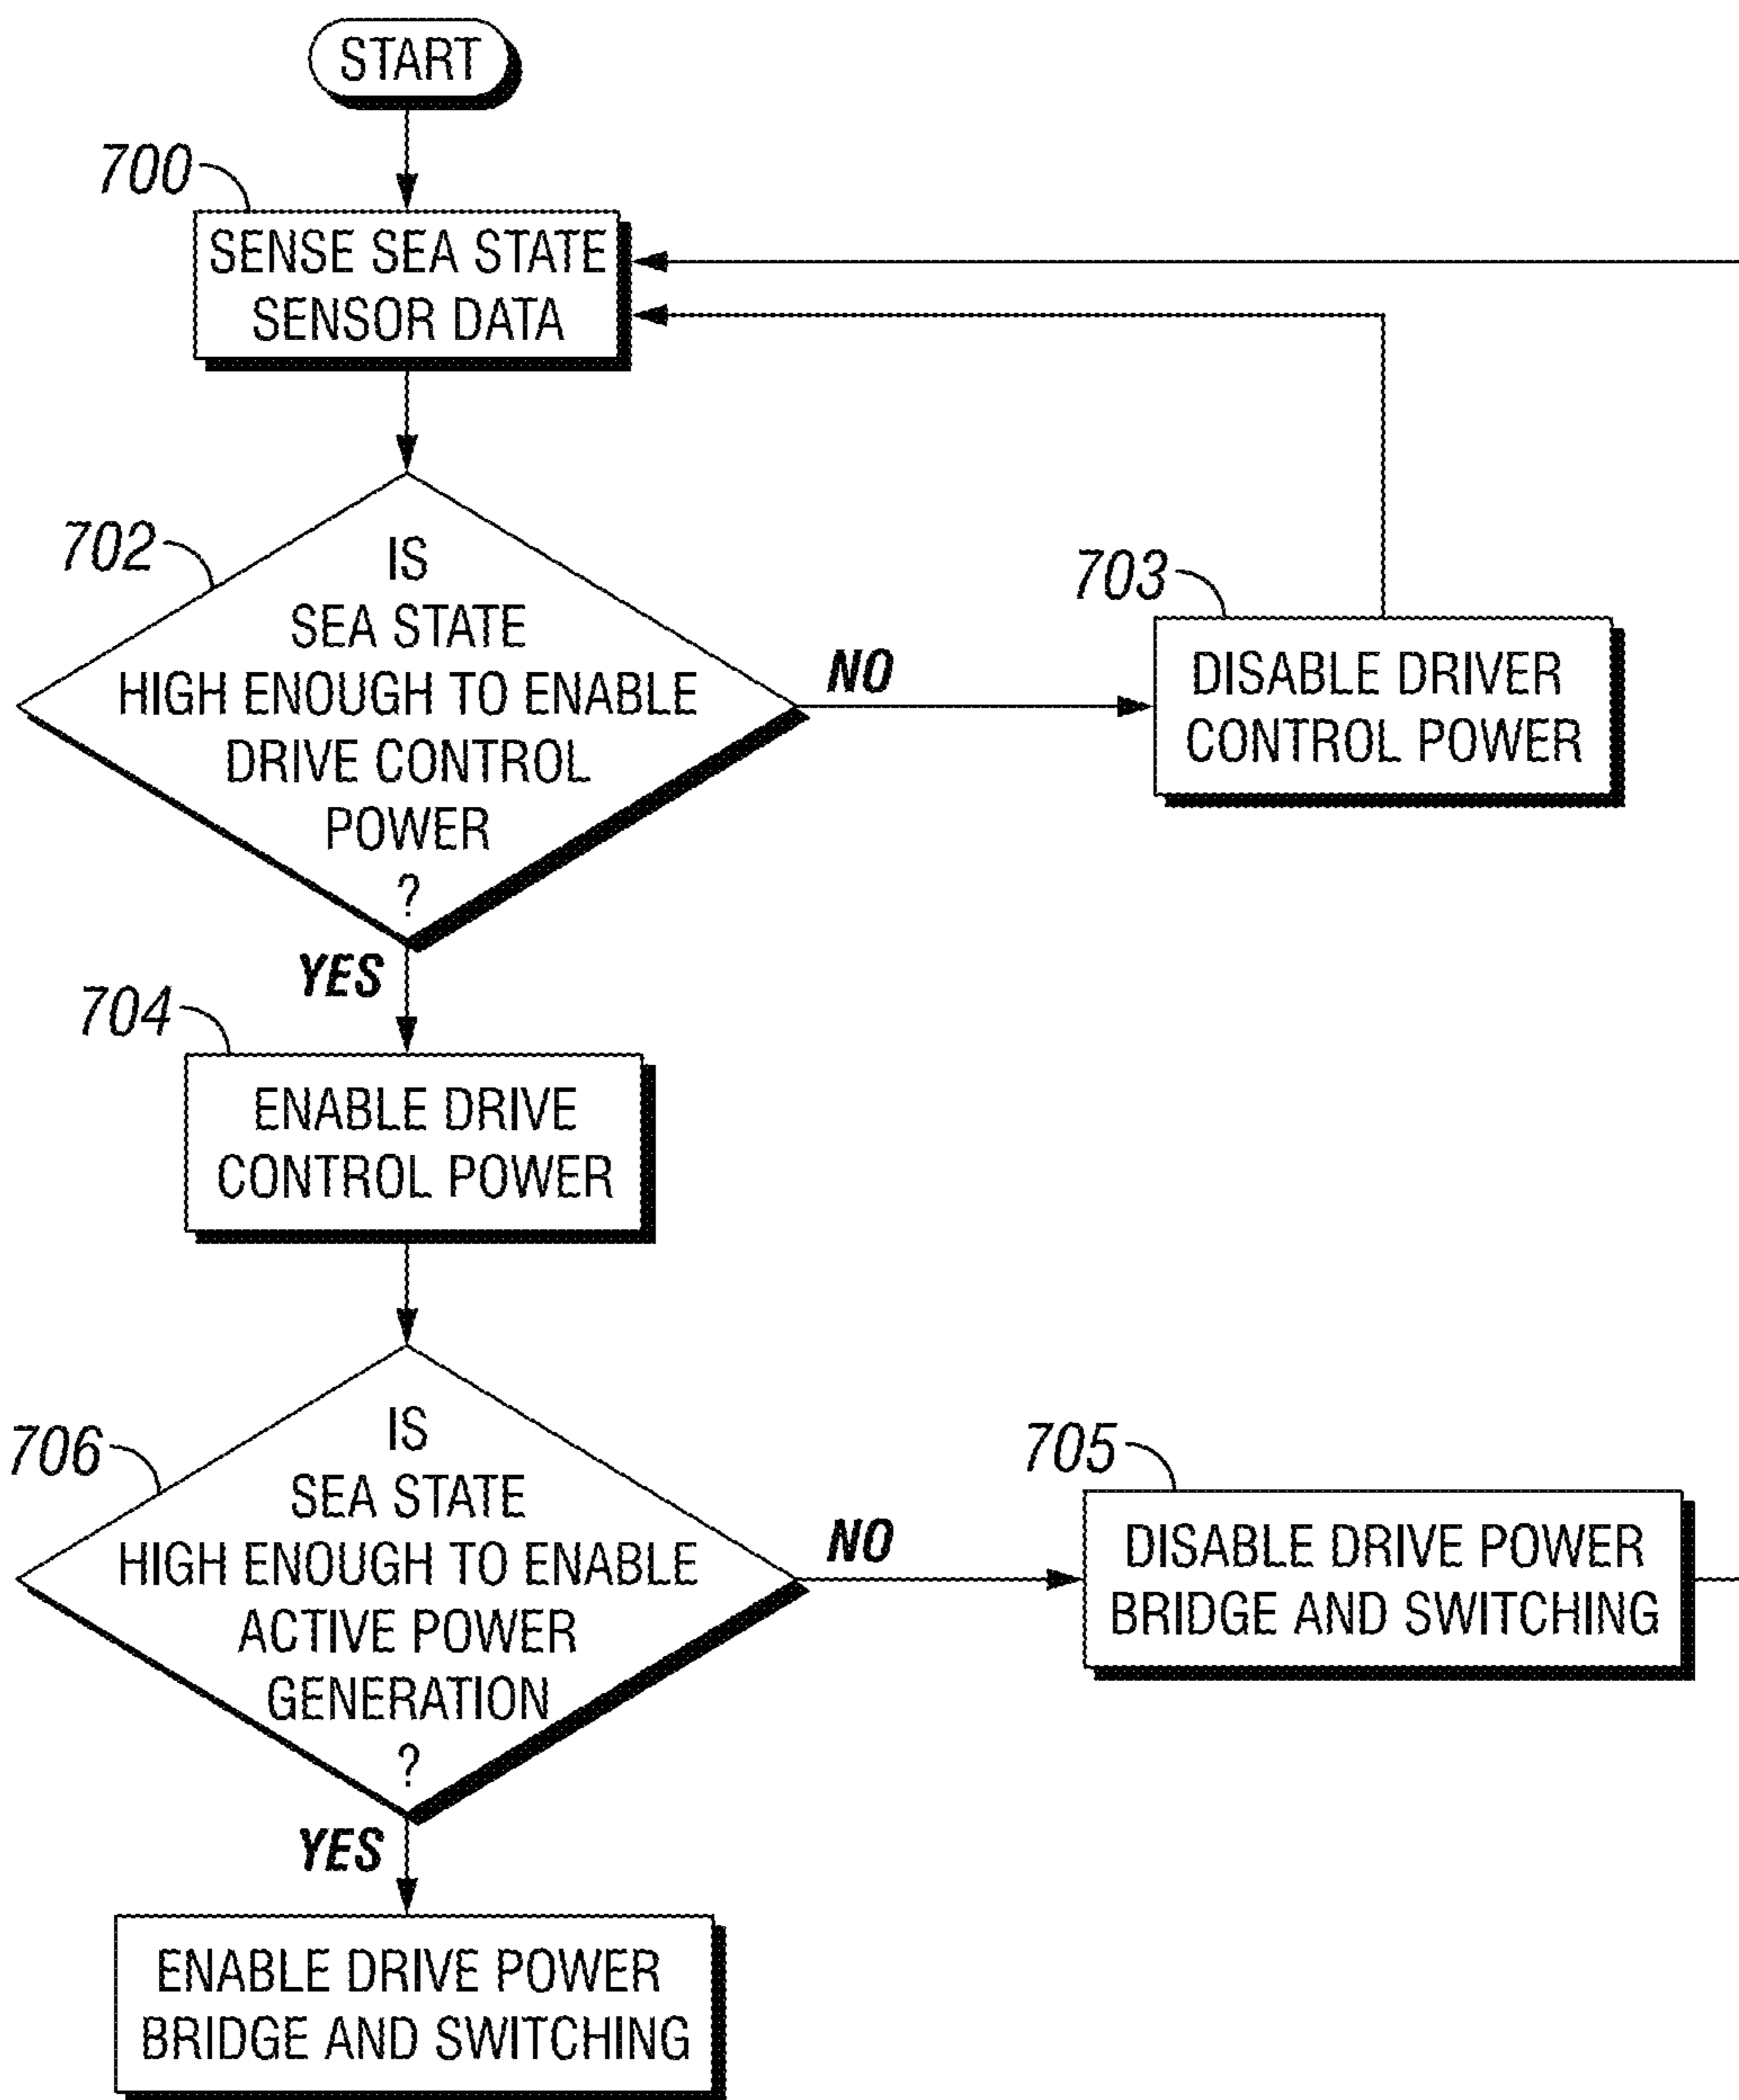 START
700
SENSE SEA STATE
SENSOR DATA
702
IS
SEA STATE
HIGH ENOUGH TO ENABLE
DRIVE CONTROL
POWER
?
NO
703
DISABLE DRIVER
CONTROL POWER
YES
704
ENABLE DRIVE
CONTROL POWER
706
IS
SEA STATE
HIGH ENOUGH TO ENABLE
ACTIVE POWER
GENERATION
?
NO
705
DISABLE DRIVE POWER
BRIDGE AND SWITCHING
YES
ENABLE DRIVE POWER
BRIDGE AND SWITCHING